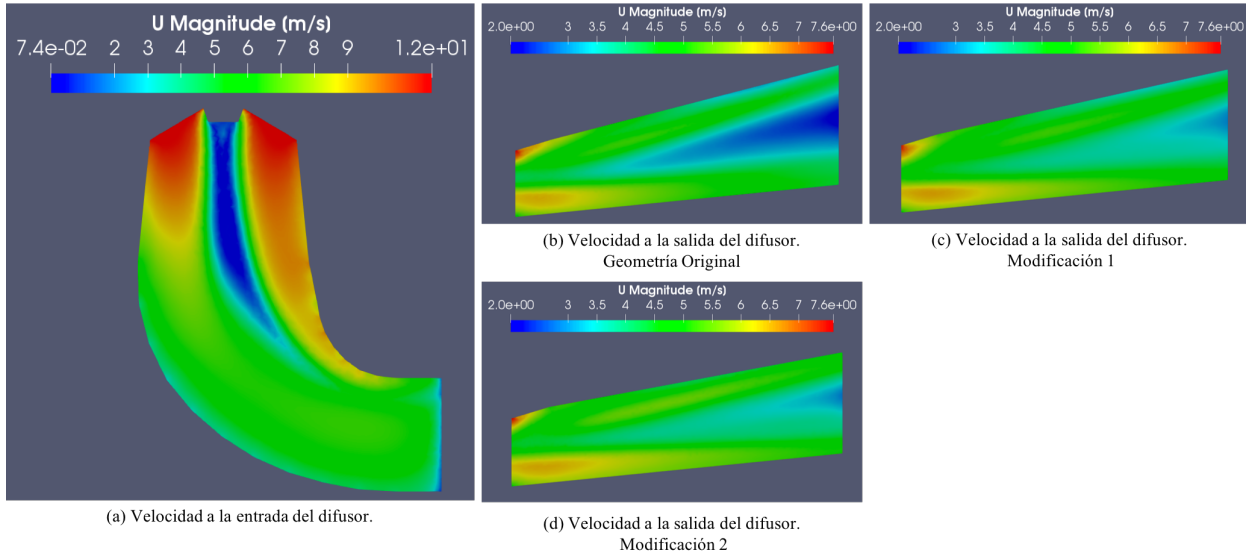 U Magnitude (m/s)
7.4e-02 2 3 4 5 6 7 8 9 1.2e+01
(a) Velocidad a la entrada del difusor.
U Magnitude (m/s)
2.0e+00 3 3.5 4 4.5 5 5.5 6 6.5 7 7.6e+00
(b) Velocidad a la salida del difusor.
Geometría Original
U Magnitude (m/s)
2.0e+00 3 3.5 4 4.5 5 5.5 6 6.5 7 7.6e+00
(c) Velocidad a la salida del difusor.
Modificación 1
U Magnitude (m/s)
2.0e+00 3 3.5 4 4.5 5 5.5 6 6.5 7 7.6e+00
(d) Velocidad a la salida del difusor.
Modificación 2